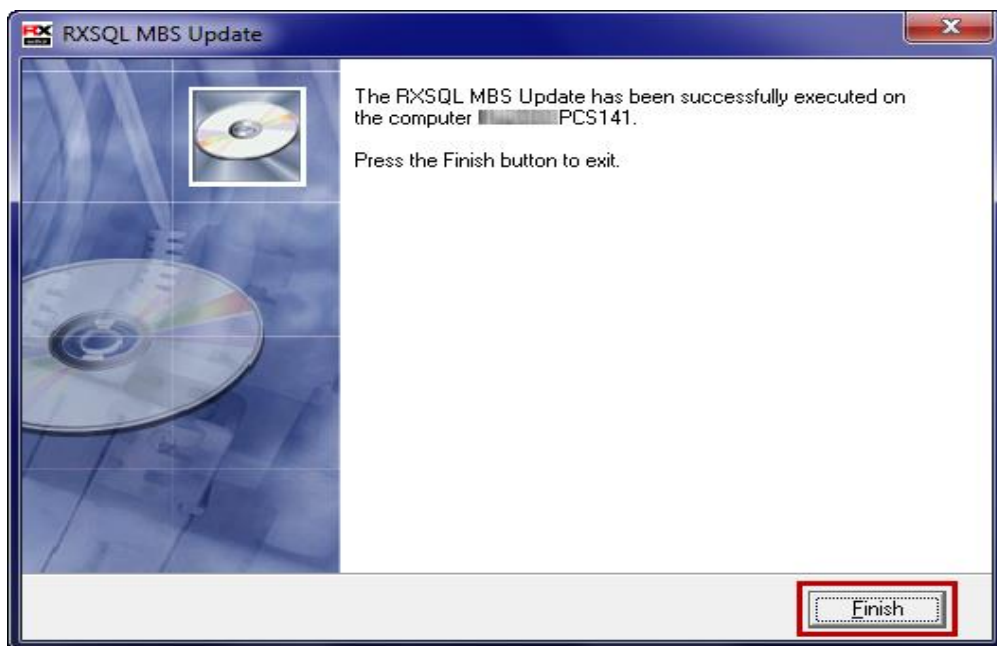 RXSQL MBS Update
The RXSQL MBS Update has been successfully executed on
the computer PCS141.
Press the Finish button to exit.
Finish